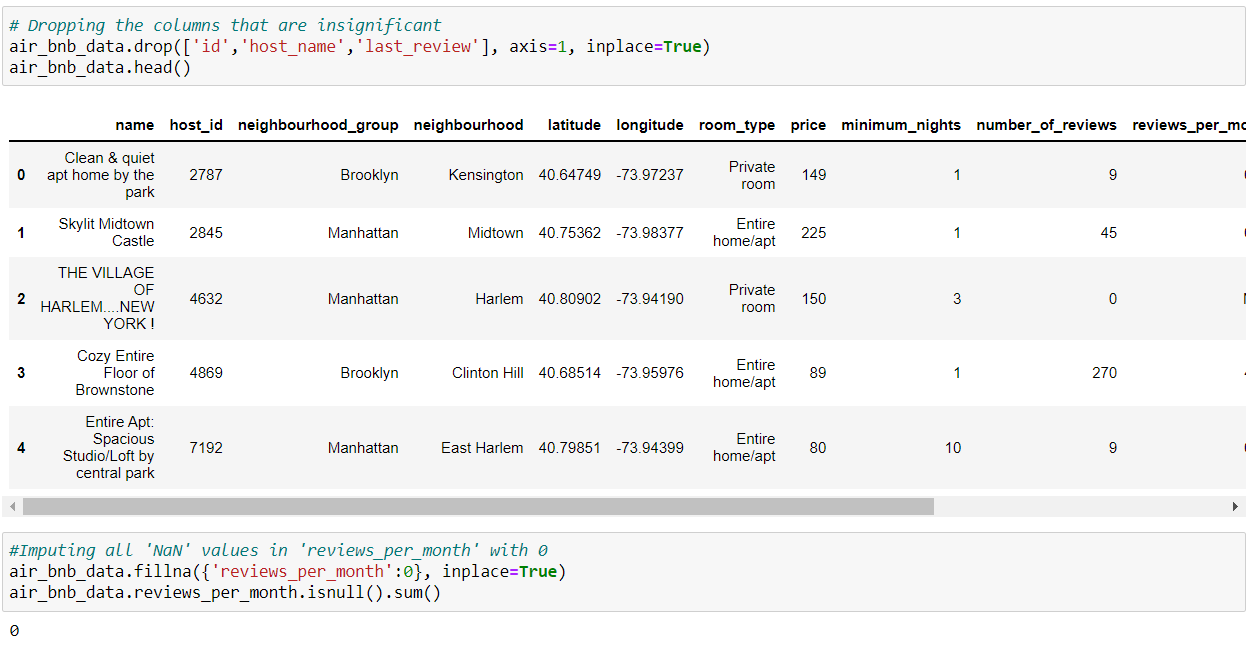 # Dropping the columns that are insignificant
air_bnb_data.drop(['id','host_name','last_review'], axis=1, inplace=True)
air_bnb_data.head()
name host_id neighbourhood_group neighbourhood latitude longitude room_type price minimum_nights number_of_reviews
0 Clean & quiet apt home by the park 2787 Brooklyn Kensington 40.64749 -73.97237 Private room 149 1 9
1 Skylit Midtown Castle 2845 Manhattan Midtown 40.75362 -73.98377 Entire home/apt 225 1 45
2 THE VILLAGE OF HARLEM....NEW YORK ! 4632 Manhattan Harlem 40.80902 -73.94190 Private room 150 3 0
3 Cozy Entire Floor of Brownstone 4869 Brooklyn Clinton Hill 40.68514 -73.95976 Entire home/apt 89 1 270
4 Entire Apt: Spacious Studio/Loft by central park 7192 Manhattan East Harlem 40.79851 -73.94399 Entire home/apt 80 10 9
#Imputing all 'NaN' values in 'reviews_per_month' with 0
air_bnb_data.fillna({'reviews_per_month':0}, inplace=True)
air_bnb_data.reviews_per_month.isnull().sum()
0